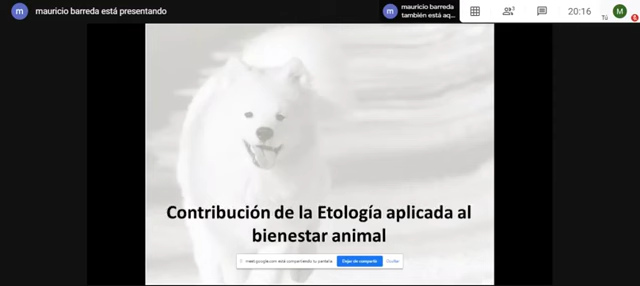 m mauricio barreda está presentando
m mauricio barreda
también está aq...
3
20:16
Tú
M
Contribución de la Etología aplicada al
bienestar animal
meet.google.com está compartiendo tu pantalla.
Dejar de compartir
Ocultar